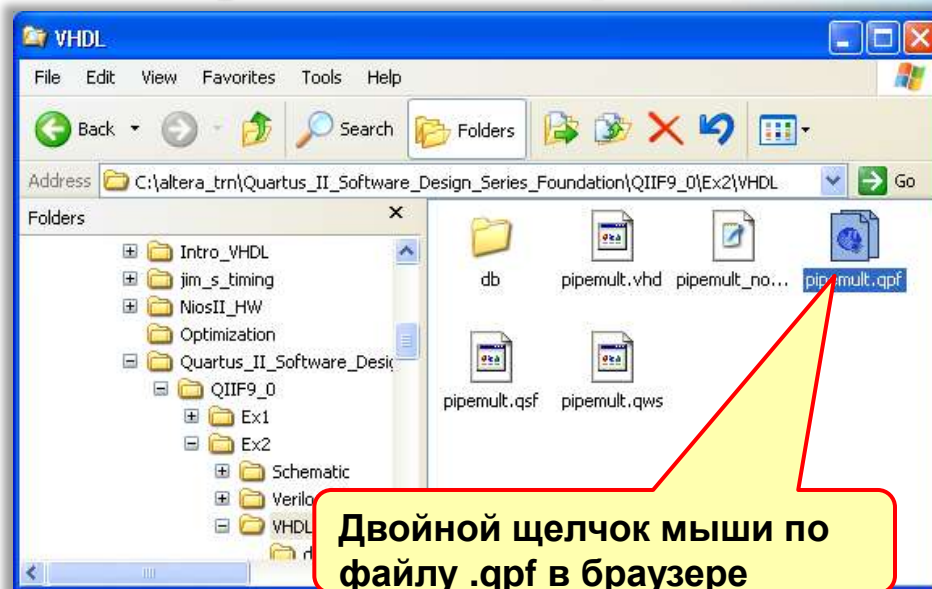 VHDL
File Edit View Favorites Tools Help
Back Search Folders
Address C:\altera_trn\Quartus_II_Software_Design_Series_Foundation\QIIF9_0\Ex2\VHDL Go
Folders
Intro_VHDL
jim_s_timing
NiosII_HW
Optimization
Quartus_II_Software_Desig
QIIF9_0
Ex1
Ex2
Schematic
Verilo
VHDL
d
db
pipemult.vhd
pipemult_no...
pipemult.qpf
pipemult.qsf
pipemult.qws
Двойной щелчок мыши по
файлу .qpf в браузере